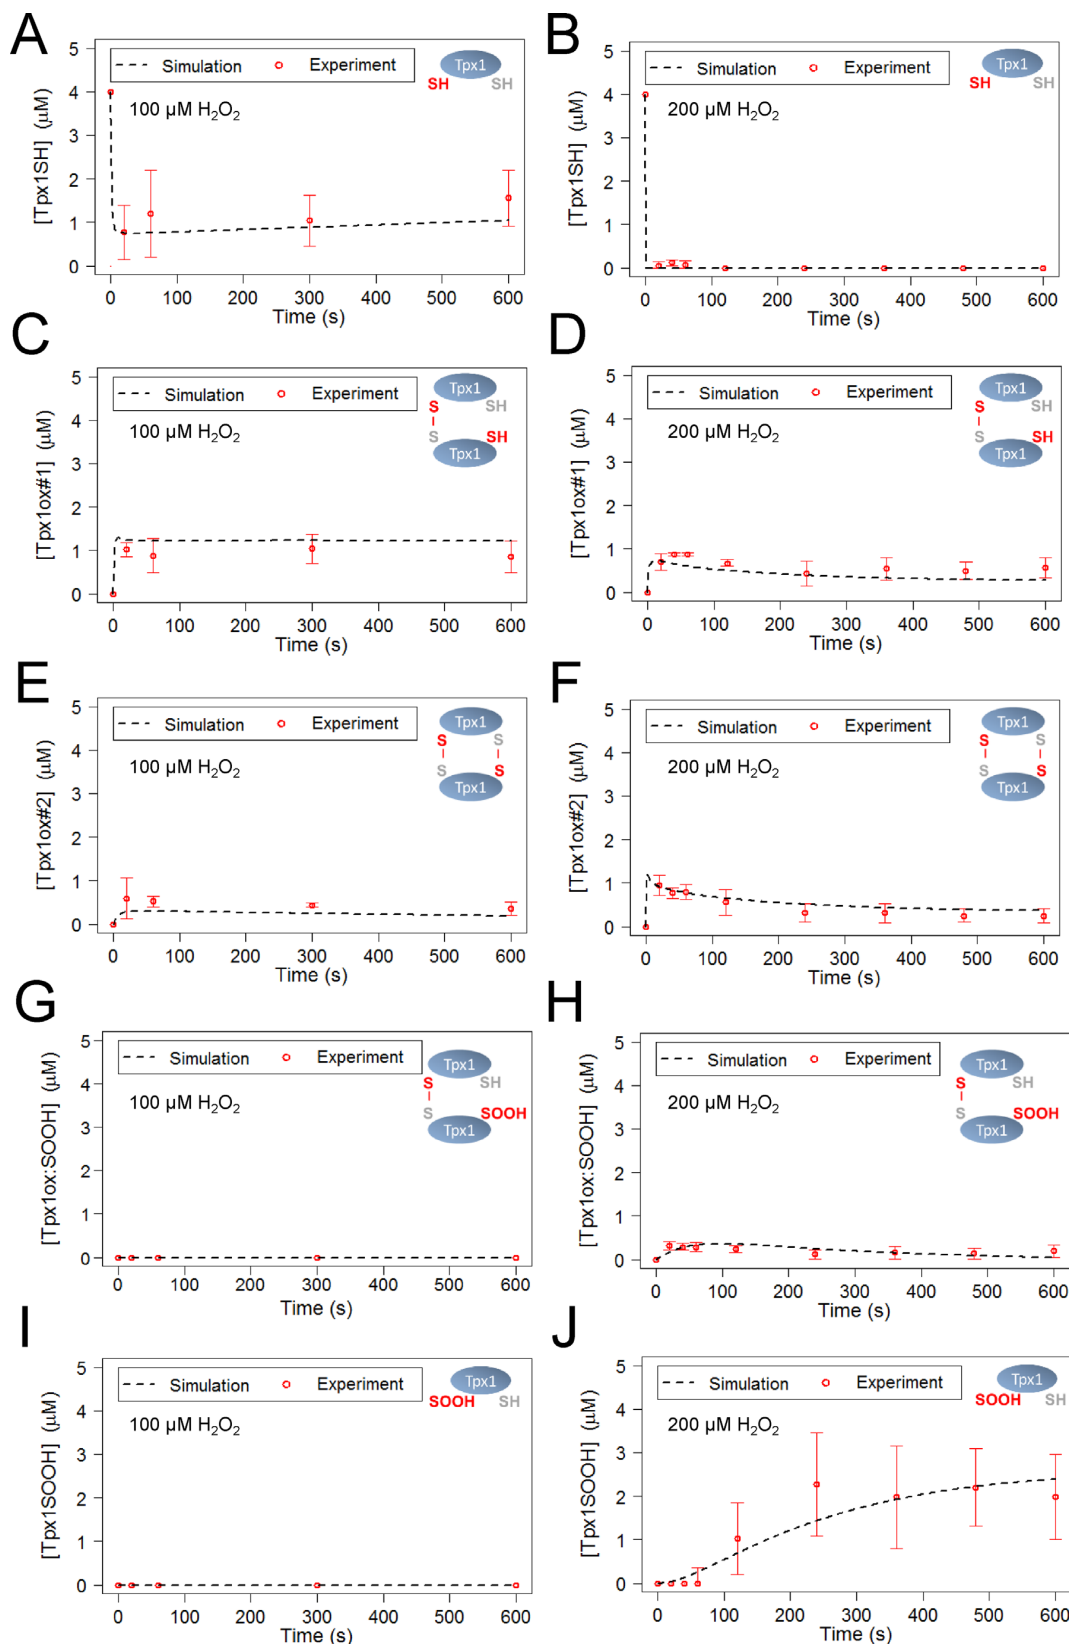 A
Simulation Experiment
Tpx1
SH SH
100 µM H₂O₂
[Tpx1SH] (µM)
5
4
3
2
1
0
0 100 200 300 400 500 600
Time (s)
B
Simulation Experiment
Tpx1
SH SH
200 µM H₂O₂
[Tpx1SH] (µM)
5
4
3
2
1
0
0 100 200 300 400 500 600
Time (s)
C
Simulation Experiment
Tpx1
S SH
S SH
Tpx1
100 µM H₂O₂
[Tpx1ox#1] (µM)
5
4
3
2
1
0
0 100 200 300 400 500 600
Time (s)
D
Simulation Experiment
Tpx1
S SH
S SH
Tpx1
200 µM H₂O₂
[Tpx1ox#1] (µM)
5
4
3
2
1
0
0 100 200 300 400 500 600
Time (s)
E
Simulation Experiment
Tpx1
S S
S S
Tpx1
100 µM H₂O₂
[Tpx1ox#2] (µM)
5
4
3
2
1
0
0 100 200 300 400 500 600
Time (s)
F
Simulation Experiment
Tpx1
S S
S S
Tpx1
200 µM H₂O₂
[Tpx1ox#2] (µM)
5
4
3
2
1
0
0 100 200 300 400 500 600
Time (s)
G
Simulation Experiment
Tpx1
S SH
S SOOH
Tpx1
100 µM H₂O₂
[Tpx1ox:SOOH] (µM)
5
4
3
2
1
0
0 100 200 300 400 500 600
Time (s)
H
Simulation Experiment
Tpx1
S SH
S SOOH
Tpx1
200 µM H₂O₂
[Tpx1ox:SOOH] (µM)
5
4
3
2
1
0
0 100 200 300 400 500 600
Time (s)
I
Simulation Experiment
Tpx1
SOOH SH
100 µM H₂O₂
[Tpx1SOOH] (µM)
5
4
3
2
1
0
0 100 200 300 400 500 600
Time (s)
J
Simulation Experiment
Tpx1
SOOH SH
200 µM H₂O₂
[Tpx1SOOH] (µM)
5
4
3
2
1
0
0 100 200 300 400 500 600
Time (s)